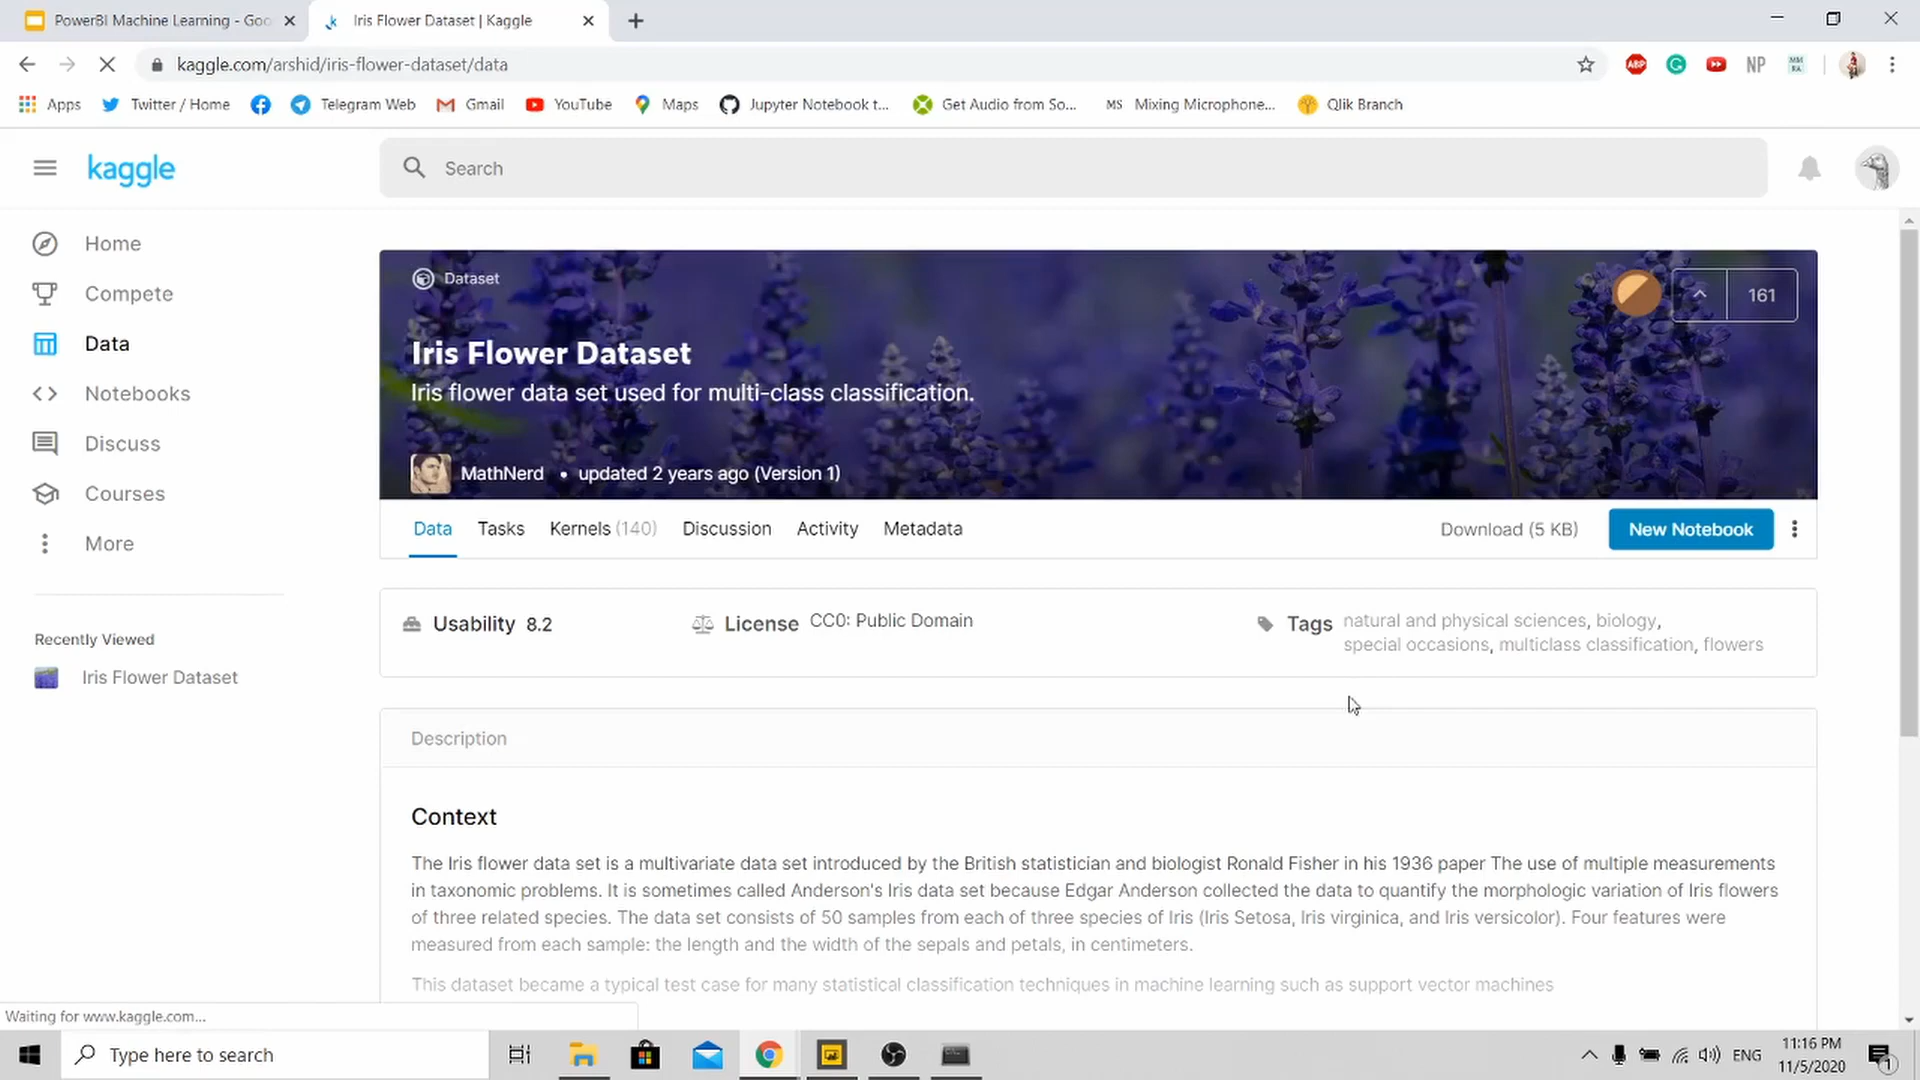 PowerBI Machine Learning - Goo
Iris Flower Dataset | Kaggle
kaggle.com/arshid/iris-flower-dataset/data
ABP
NP
MM
RA
Apps
Twitter / Home
Telegram Web
Gmail
YouTube
Maps
Jupyter Notebook t...
Get Audio from So...
MS
Mixing Microphone...
Qlik Branch
kaggle
Search
Home
Compete
Data
Notebooks
Discuss
Courses
More
Recently Viewed
Iris Flower Dataset
Dataset
161
Iris Flower Dataset
Iris flower data set used for multi-class classification.
MathNerd • updated 2 years ago (Version 1)
Data Tasks Kernels (140) Discussion Activity Metadata
Download (5 KB)
New Notebook
Usability 8.2
License CC0: Public Domain
Tags natural and physical sciences, biology,
special occasions, multiclass classification, flowers
Description
Context
The Iris flower data set is a multivariate data set introduced by the British statistician and biologist Ronald Fisher in his 1936 paper The use of multiple measurements
in taxonomic problems. It is sometimes called Anderson's Iris data set because Edgar Anderson collected the data to quantify the morphologic variation of Iris flowers
of three related species. The data set consists of 50 samples from each of three species of Iris (Iris Setosa, Iris virginica, and Iris versicolor). Four features were
measured from each sample: the length and the width of the sepals and petals, in centimeters.
This dataset became a typical test case for many statistical classification techniques in machine learning such as support vector machines
Waiting for www.kaggle.com...
Type here to search
ENG
11:16 PM
11/5/2020
1